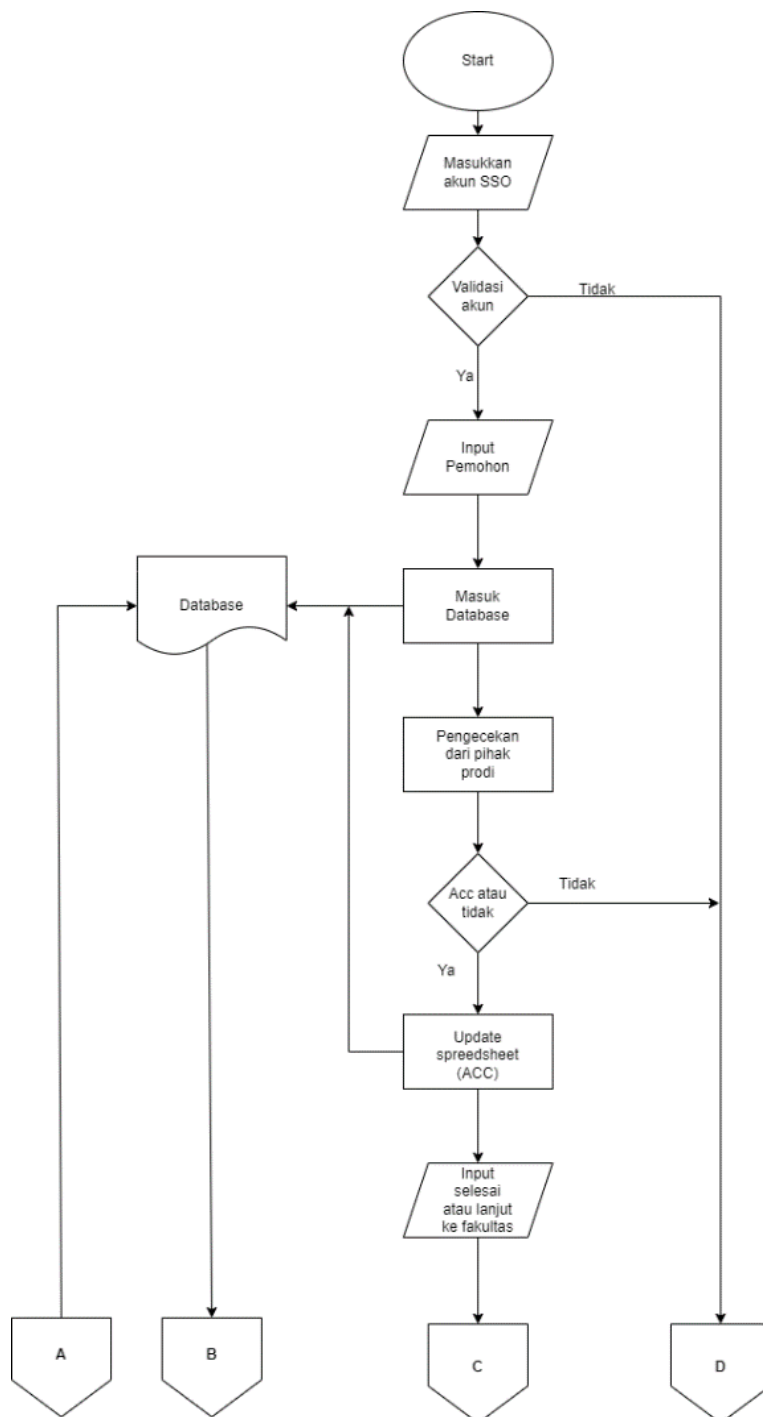 Start
Masukkan
akun SSO
Validasi
akun
Tidak
Ya
Input
Pemohon
Database
Masuk
Database
Pengecekan
dari pihak
prodi
Acc atau
tidak
Tidak
Ya
Update
spreedsheet
(ACC)
Input
selesai
atau lanjut
ke fakultas
A
B
C
D